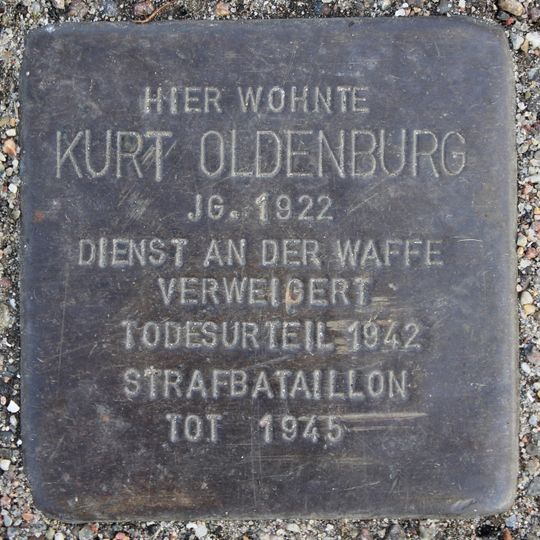 HIER WOHNTE
KURT OLDENBURG
JG. 1922
DIENST AN DER WAFFE
VERWEIGERT
TODESURTEIL 1942
STRAFBATAILLON
TOT 1945